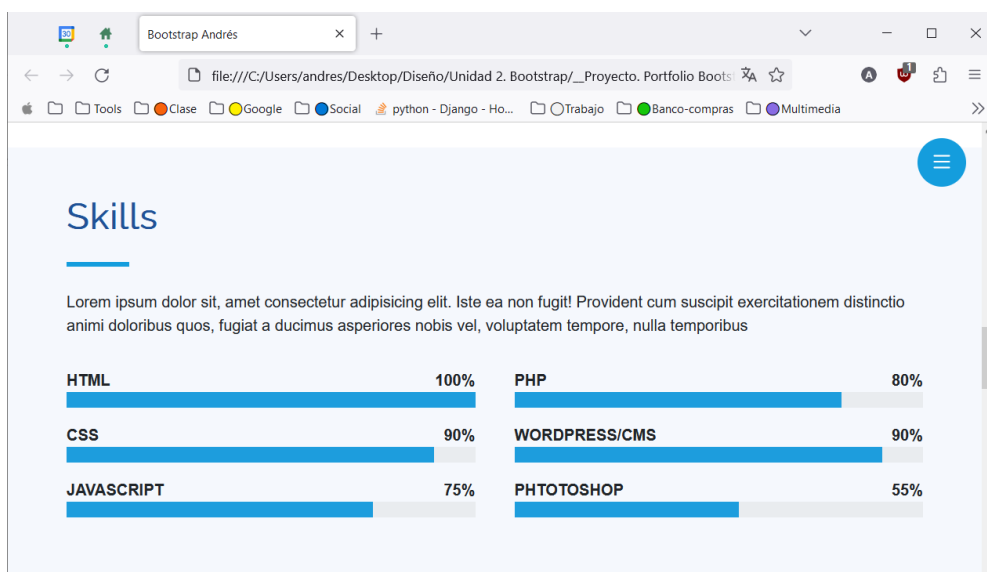 30
Bootstrap Andrés
file:///C:/Users/andres/Desktop/Diseño/Unidad 2. Bootstrap/__Proyecto. Portfolio Boots
A
1
Tools
Clase
Google
Social
python - Django - Ho...
Trabajo
Banco-compras
Multimedia
Skills
Lorem ipsum dolor sit, amet consectetur adipisicing elit. Iste ea non fugit! Provident cum suscipit exercitationem distinctio
animi doloribus quos, fugiat a ducimus asperiores nobis vel, voluptatem tempore, nulla temporibus
HTML 100%
CSS 90%
JAVASCRIPT 75%
PHP 80%
WORDPRESS/CMS 90%
PHTOTOSHOP 55%